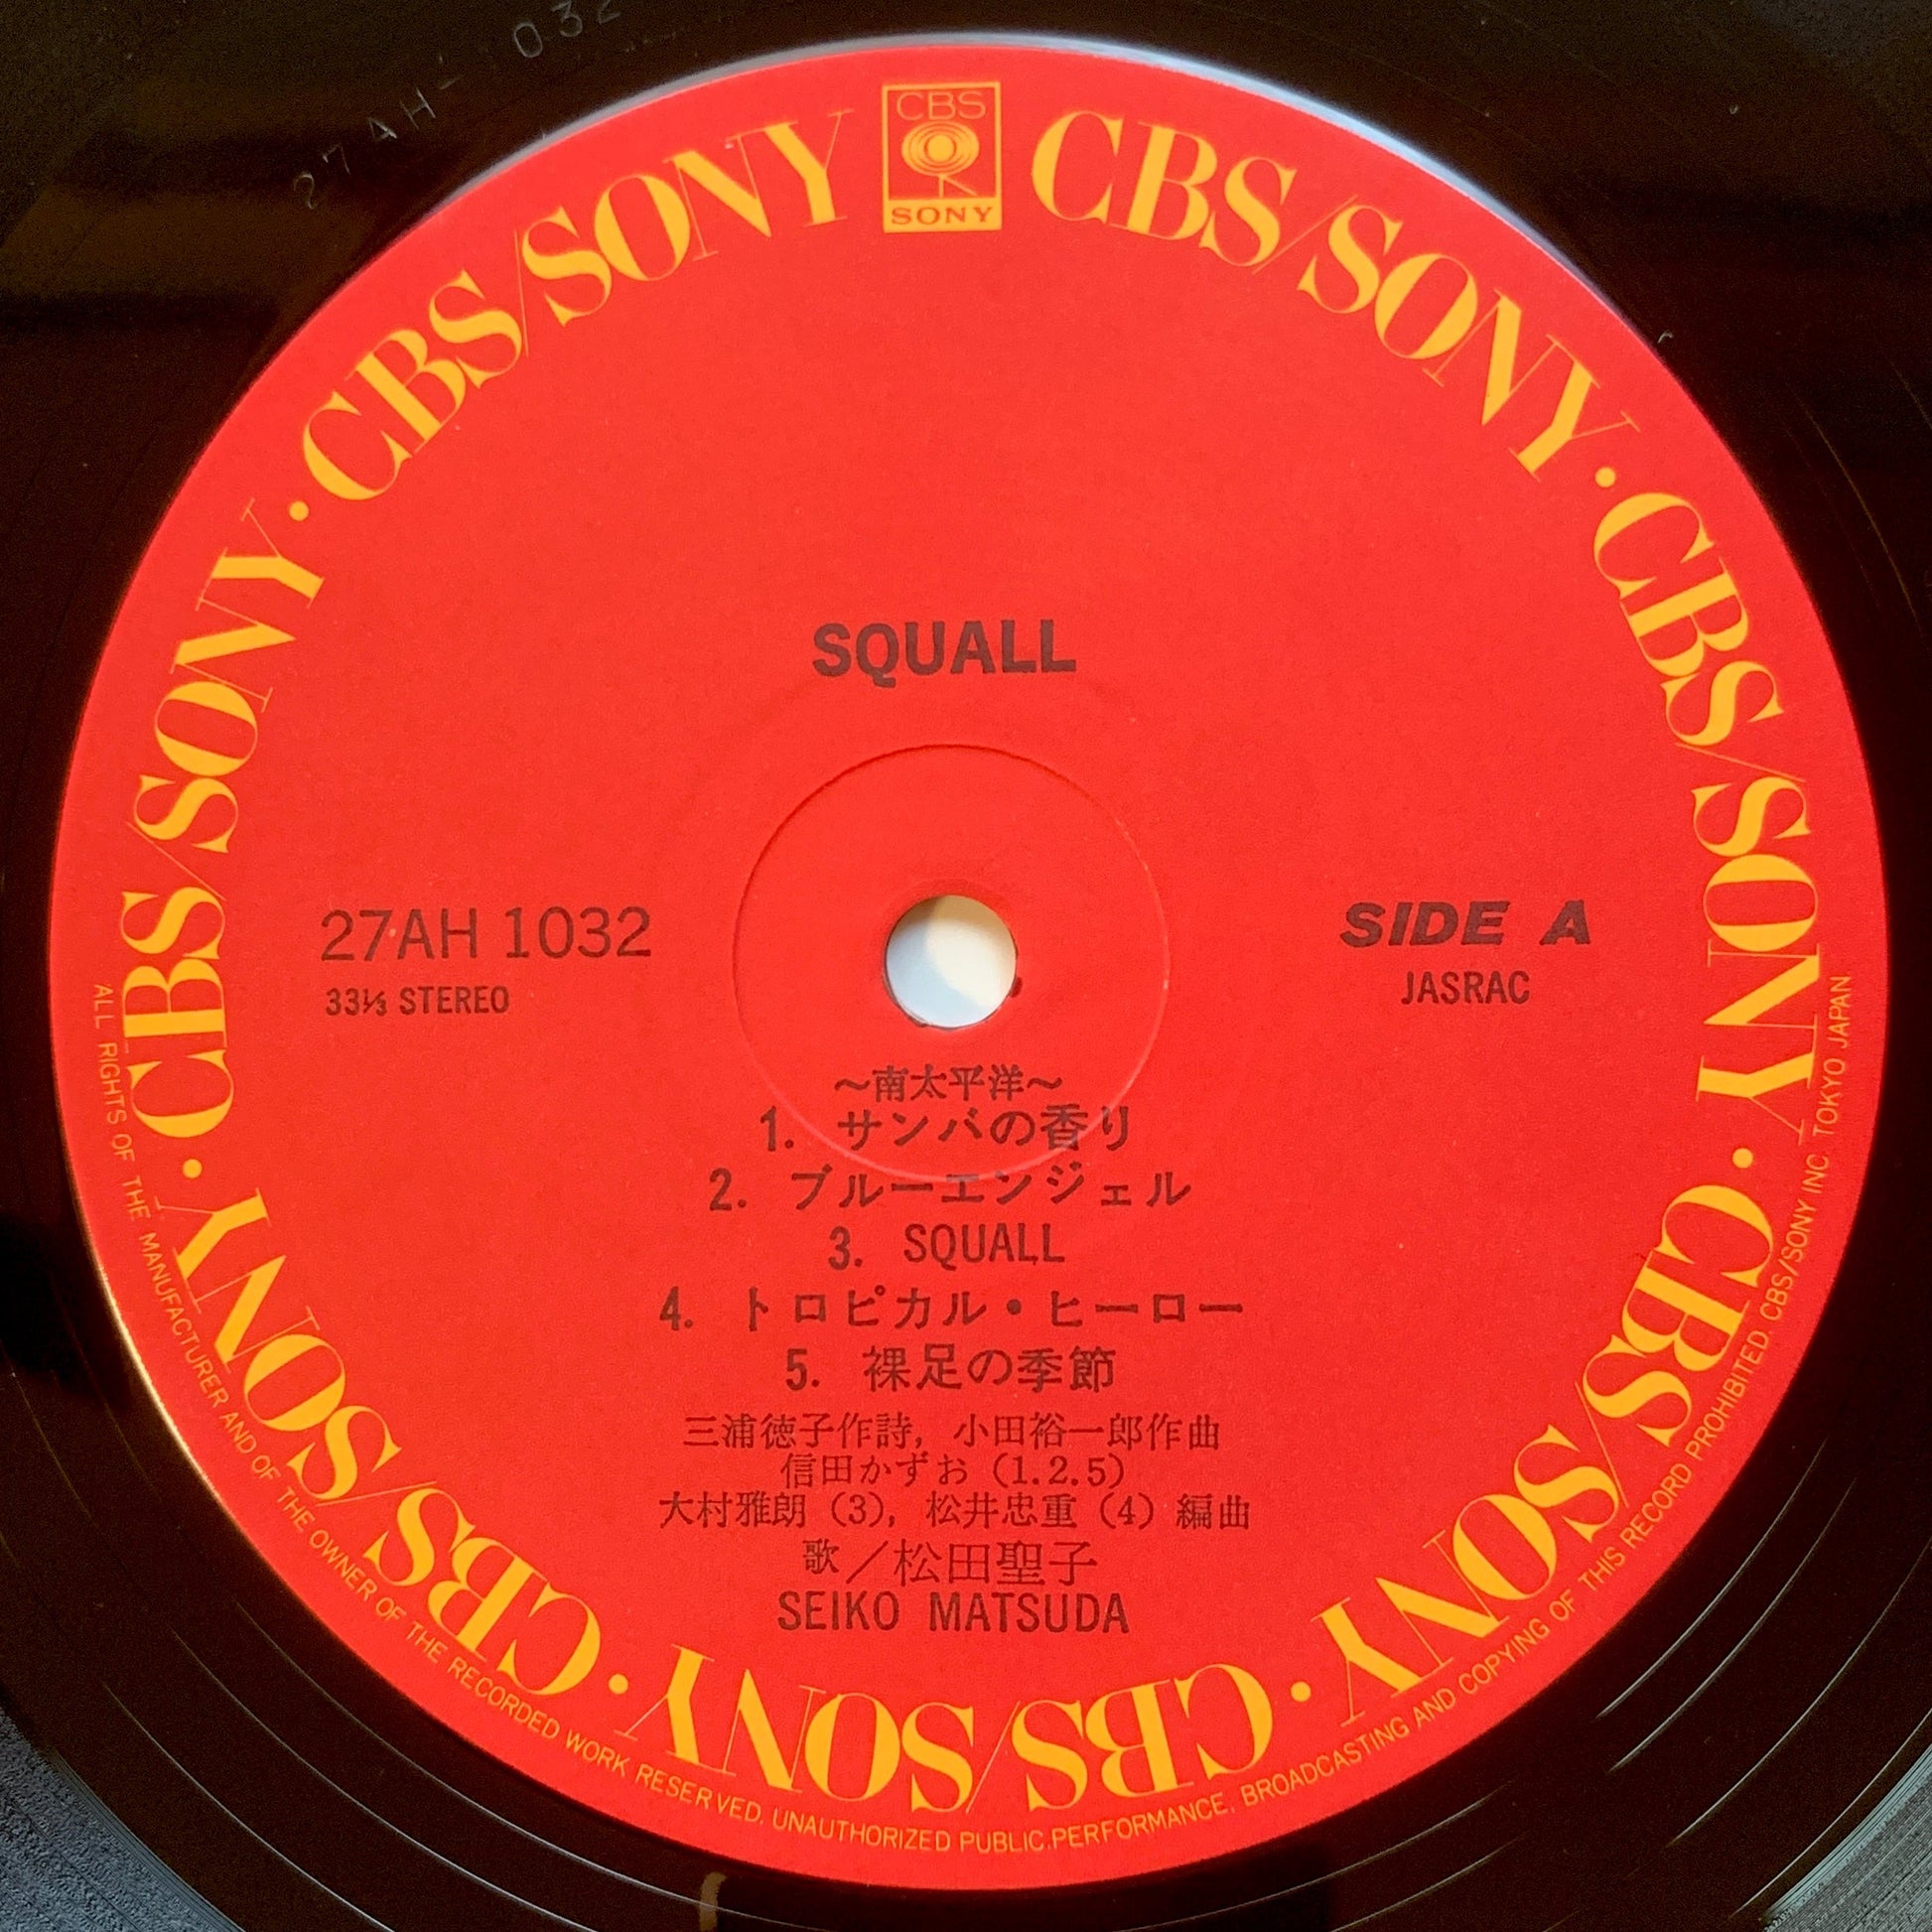 27AH-1032
CBS
SONY
CBS/SONY · CBS/SONY · CBS/SONY · CBS/SONY · CBS/SONY · CBS/SONY · CBS/SONY
SQUALL
27AH 1032
SIDE A
33⅓ STEREO
JASRAC
～南太平洋～
1. サンバの香り
2. ブルーエンジェル
3. SQUALL
4. トロピカル・ヒーロー
5. 裸足の季節
三浦徳子作詩, 小田裕一郎作曲
信田かずお (1.2.5)
大村雅朗 (3), 松井忠重 (4) 編曲
歌／松田聖子
SEIKO MATSUDA
ALL RIGHTS OF THE MANUFACTURER AND OF THE OWNER OF THE RECORDED WORK RESERVED. UNAUTHORIZED PUBLIC.PERFORMANCE. BROADCASTING AND COPYING OF THIS RECORD PROHIBITED. CBS/SONY INC. TOKYO JAPAN